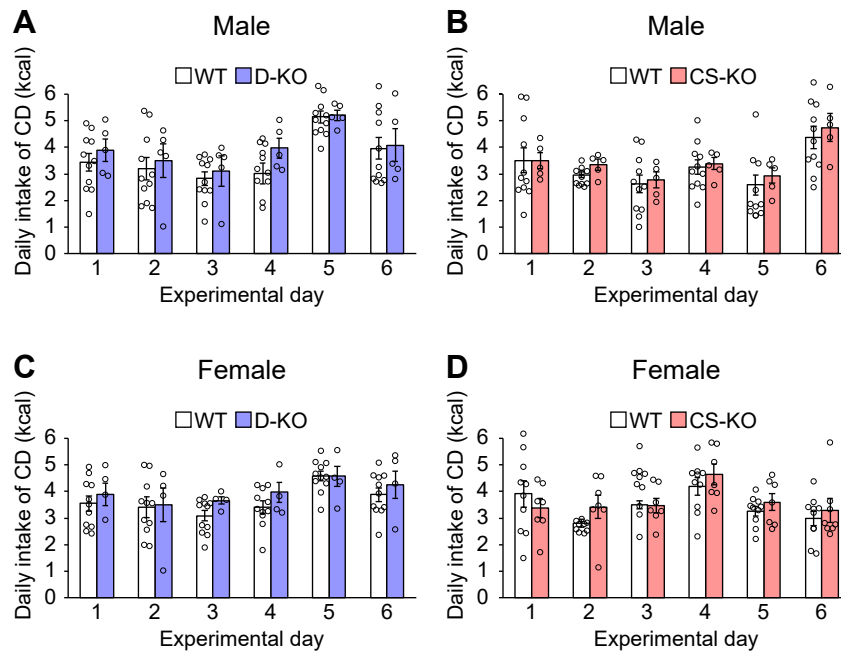 A
Male
WT D-KO
Daily intake of CD (kcal)
6
5
4
3
2
1
0
1 2 3 4 5 6
Experimental day
B
Male
WT CS-KO
Daily intake of CD (kcal)
6
5
4
3
2
1
0
1 2 3 4 5 6
Experimental day
C
Female
WT D-KO
Daily intake of CD (kcal)
6
5
4
3
2
1
0
1 2 3 4 5 6
Experimental day
D
Female
WT CS-KO
Daily intake of CD (kcal)
6
5
4
3
2
1
0
1 2 3 4 5 6
Experimental day